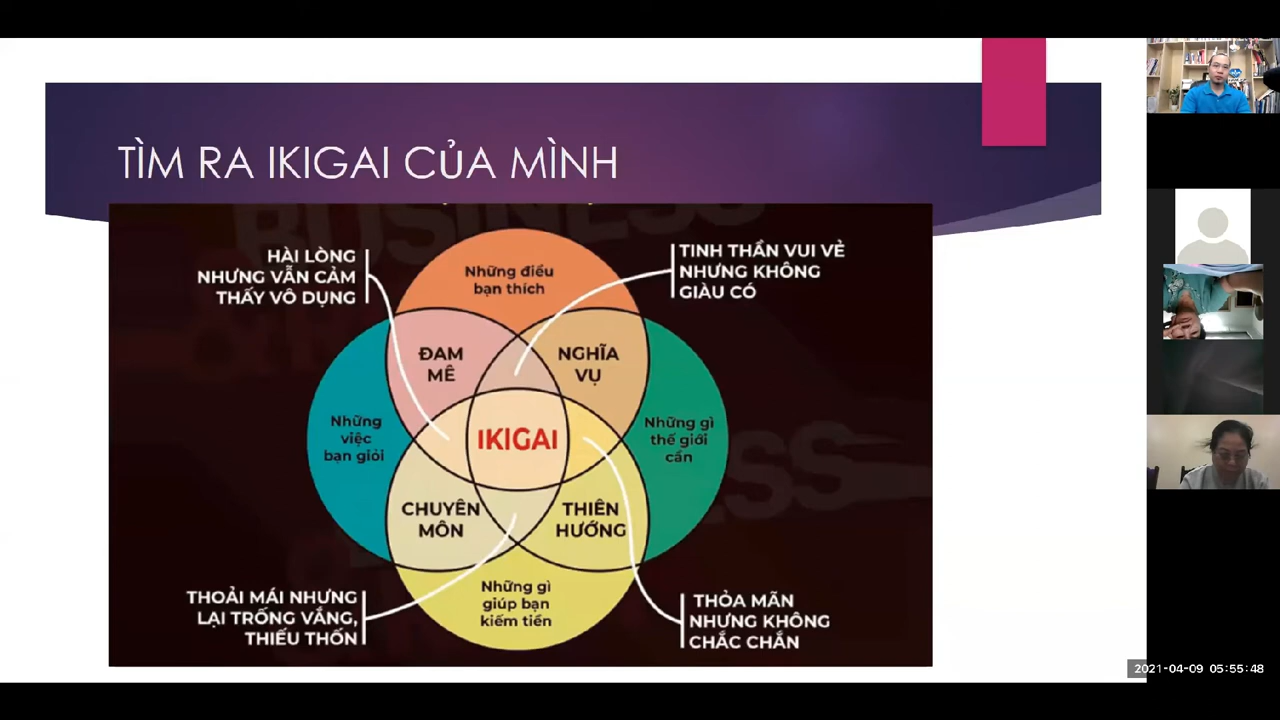 TÌM RA IKIGAI CỦA MÌNH
BUSINESS
HÀI LÒNG
NHƯNG VẪN CẢM
THẤY VÔ DỤNG
Những điều
bạn thích
TINH THẦN VUI VẺ
NHƯNG KHÔNG
GIÀU CÓ
ĐAM
MÊ
NGHĨA
VỤ
Những
việc
bạn giỏi
IKIGAI
Những gì
thế giới
cần
CHUYÊN
MÔN
THIÊN
HƯỚNG
THOẢI MÁI NHƯNG
LẠI TRỐNG VẮNG,
THIẾU THỐN
Những gì
giúp bạn
kiếm tiền
THỎA MÃN
NHƯNG KHÔNG
CHẮC CHẮN
2021-04-09 05:55:48